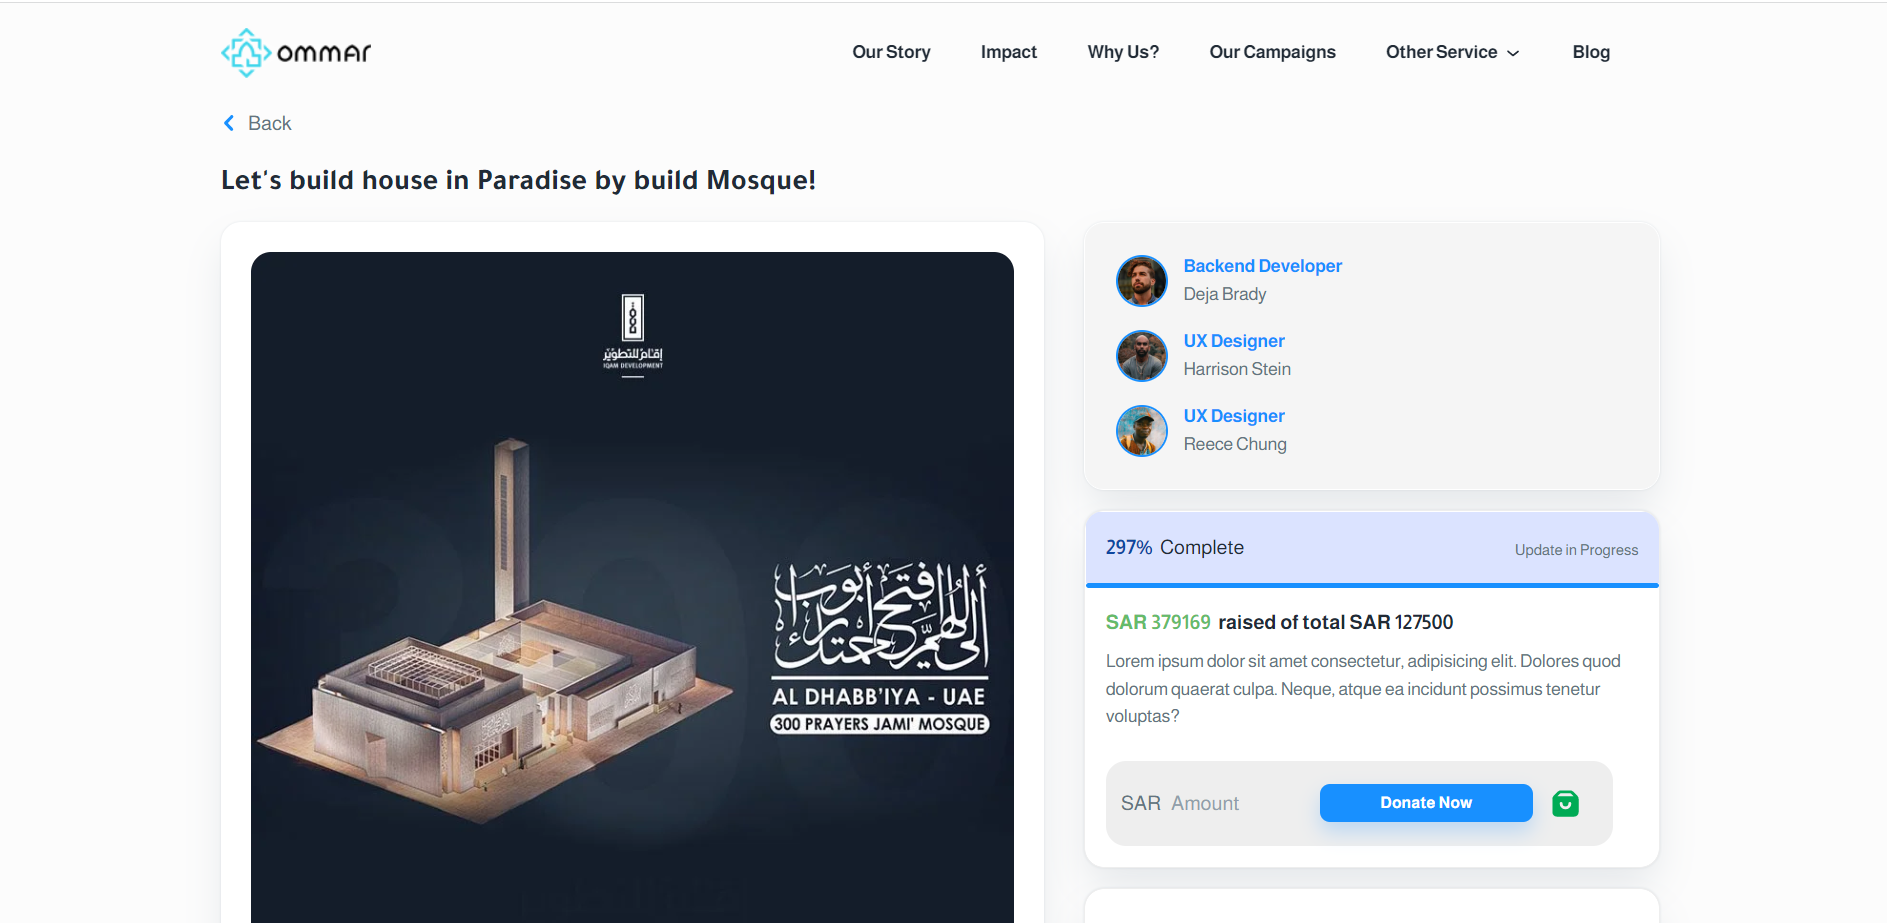 ommar
Our Story
Impact
Why Us?
Our Campaigns
Other Service
Blog
Back
Let's build house in Paradise by build Mosque!
إقامر للتطوير
IQAM DEVELOPMENT
اللهم افتح لي أبواب رحمتك
AL DHABB'IYA - UAE
300 PRAYERS JAMI' MOSQUE
Backend Developer
Deja Brady
UX Designer
Harrison Stein
UX Designer
Reece Chung
297% Complete
Update in Progress
SAR 379169 raised of total SAR 127500
Lorem ipsum dolor sit amet consectetur, adipisicing elit. Dolores quod
dolorum quaerat culpa. Neque, atque ea incidunt possimus tenetur
voluptas?
SAR Amount
Donate Now